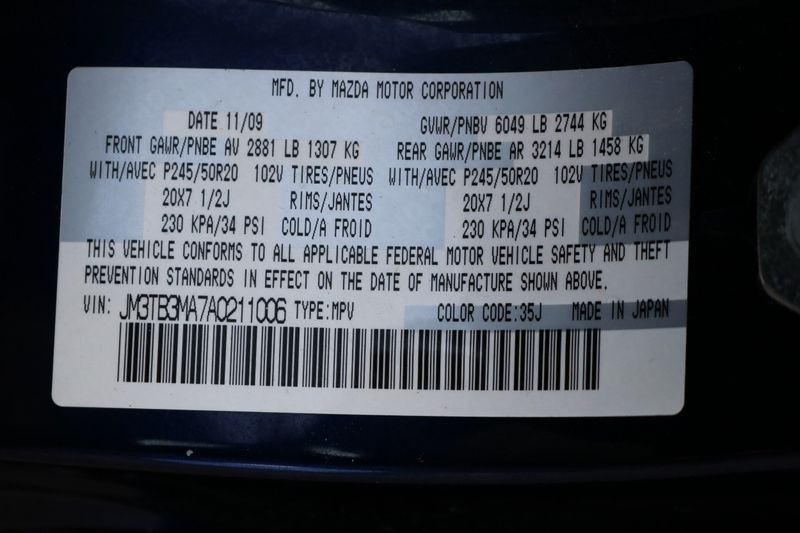 MFD. BY MAZDA MOTOR CORPORATION
DATE 11/09 GVWR/PNBV 6049 LB 2744 KG
FRONT GAWR/PNBE AV 2881 LB 1307 KG REAR GAWR/PNBE AR 3214 LB 1458 KG
WITH/AVEC P245/50R20 102V TIRES/PNEUS WITH/AVEC P245/50R20 102V TIRES/PNEUS
20X7 1/2J RIMS/JANTES 20X7 1/2J RIMS/JANTES
230 KPA/34 PSI COLD/A FROID 230 KPA/34 PSI COLD/A FROID
THIS VEHICLE CONFORMS TO ALL APPLICABLE FEDERAL MOTOR VEHICLE SAFETY AND THEFT
PREVENTION STANDARDS IN EFFECT ON THE DATE OF MANUFACTURE SHOWN ABOVE.
VIN: JM3TB3MA7A0211006 TYPE:MPV COLOR CODE:35J MADE IN JAPAN